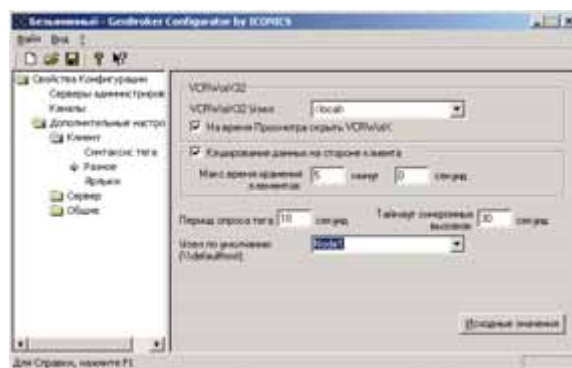 Безымянный - GenBroker Configurator by ICONICS
Файл Вид ?
Свойства Конфигурации
Серверы администриров
Каналы
Дополнительные настро
Клиент
Синтаксис тега
Разное
Ярлыки
Сервер
Общие
VCRWatX32
VCRWatX32 Узел <local>
На время Просмотра скрыть VCRWatX
Кэширование данных на стороне клиента
Макс время хранения элементов: 5 минут 0 секунд
Период опроса тега 10 секунд
Таймаут синхронных вызовов 30 секунд
Узел по умолчанию (\\defaulthost) Node1
Исходные значения
Для Справки, нажмите F1